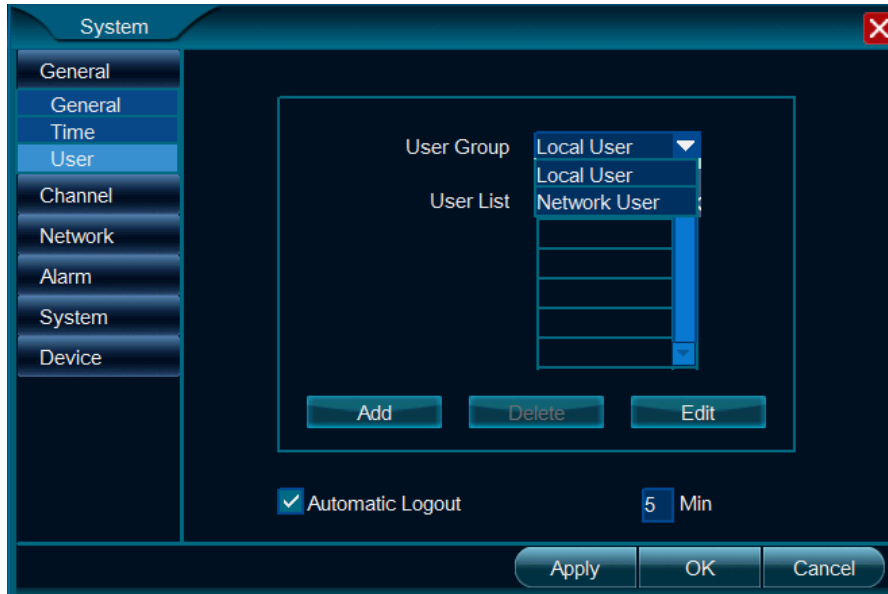 System
General
General
Time
User
Channel
Network
Alarm
System
Device
User Group Local User
Local User
Network User
User List
Add Delete Edit
Automatic Logout 5 Min
Apply OK Cancel